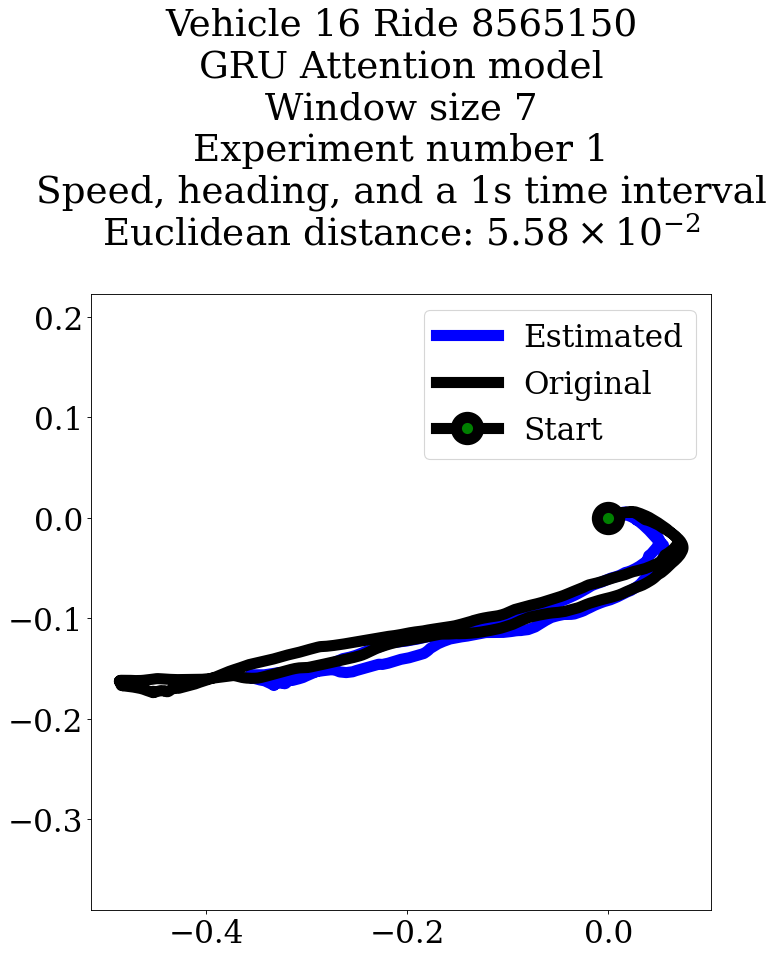 Vehicle 16 Ride 8565150
GRU Attention model
Window size 7
Experiment number 1
Speed, heading, and a 1s time interval
Euclidean distance: 5.58 × 10⁻²
Estimated
Original
Start
0.2
0.1
0.0
−0.1
−0.2
−0.3
−0.4
−0.2
0.0